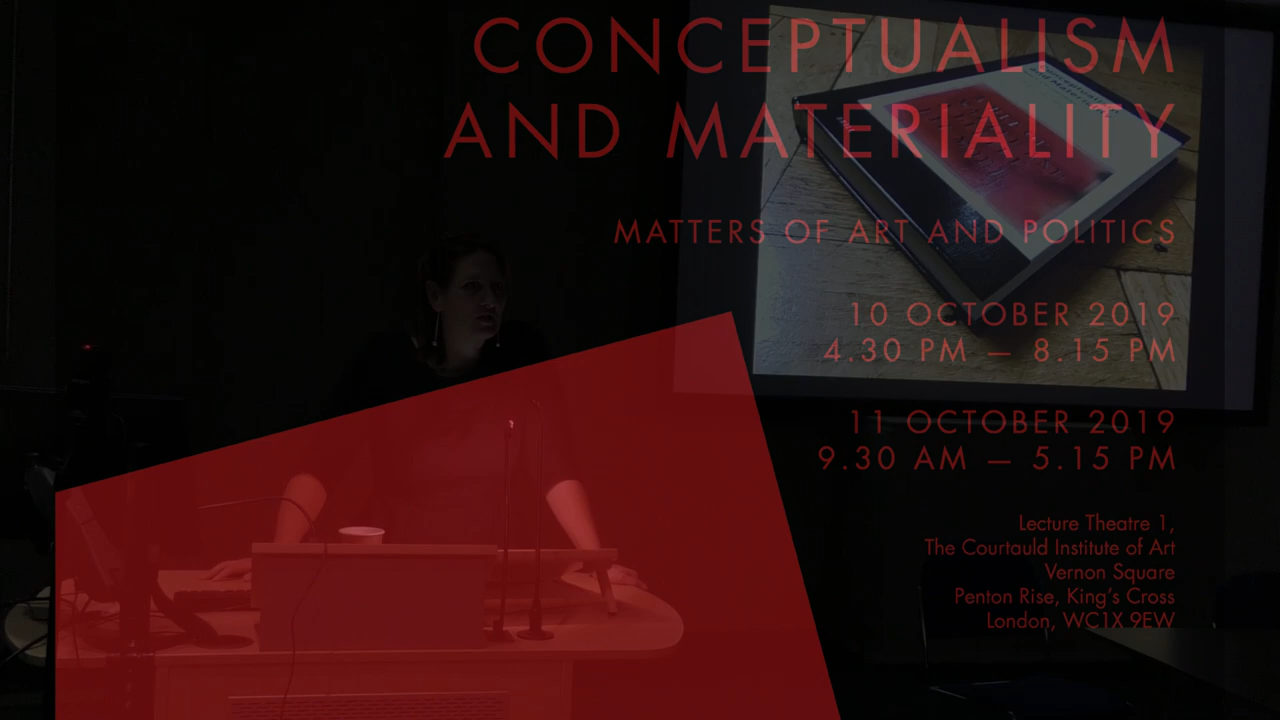 CONCEPTUALISM
AND MATERIALITY
MATTERS OF ART AND POLITICS
10 OCTOBER 2019
4.30 PM — 8.15 PM
11 OCTOBER 2019
9.30 AM — 5.15 PM
Lecture Theatre 1,
The Courtauld Institute of Art
Vernon Square
Penton Rise, King's Cross
London, WC1X 9EW